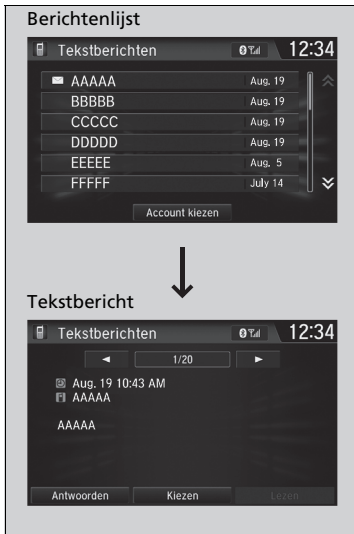 Berichtenlijst
Tekstberichten 12:34
AAAAA Aug. 19
BBBBB Aug. 19
CCCCC Aug. 19
DDDDD Aug. 19
EEEEE Aug. 5
FFFFF July 14
Account kiezen
Tekstbericht
Tekstberichten 12:34
1/20
Aug. 19 10:43 AM
AAAAA
AAAAA
Antwoorden Kiezen Lezen